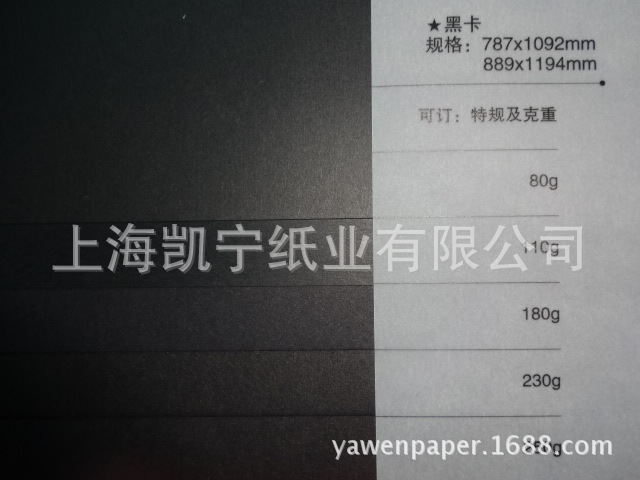 ★黑卡
规格：787x1092mm
889x1194mm
可订：特规及克重
80g
上海凯宁纸业有限公司
110g
180g
230g
yawenpaper.1688.com